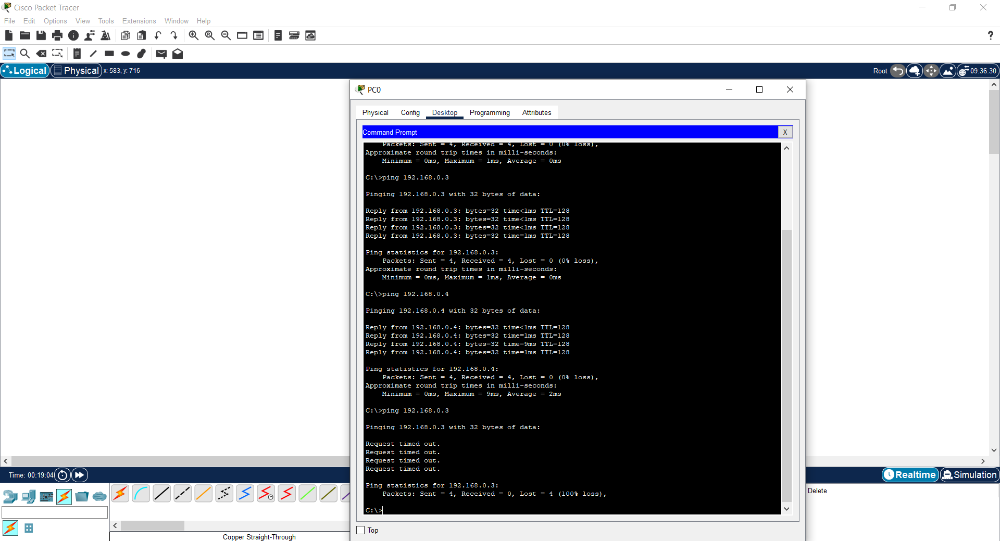 Cisco Packet Tracer
File Edit Options View Tools Extensions Window Help
?
Logical Physical x: 583, y: 716
Root 09:36:30
PC0
Physical Config Desktop Programming Attributes
Command Prompt X
Packets: Sent = 4, Received = 4, Lost = 0 (0% loss),
Approximate round trip times in milli-seconds:
Minimum = 0ms, Maximum = 1ms, Average = 0ms
C:\>ping 192.168.0.3
Pinging 192.168.0.3 with 32 bytes of data:
Reply from 192.168.0.3: bytes=32 time<1ms TTL=128
Reply from 192.168.0.3: bytes=32 time<1ms TTL=128
Reply from 192.168.0.3: bytes=32 time<1ms TTL=128
Reply from 192.168.0.3: bytes=32 time=1ms TTL=128
Ping statistics for 192.168.0.3:
Packets: Sent = 4, Received = 4, Lost = 0 (0% loss),
Approximate round trip times in milli-seconds:
Minimum = 0ms, Maximum = 1ms, Average = 0ms
C:\>ping 192.168.0.4
Pinging 192.168.0.4 with 32 bytes of data:
Reply from 192.168.0.4: bytes=32 time<1ms TTL=128
Reply from 192.168.0.4: bytes=32 time=1ms TTL=128
Reply from 192.168.0.4: bytes=32 time=9ms TTL=128
Reply from 192.168.0.4: bytes=32 time=1ms TTL=128
Ping statistics for 192.168.0.4:
Packets: Sent = 4, Received = 4, Lost = 0 (0% loss),
Approximate round trip times in milli-seconds:
Minimum = 0ms, Maximum = 9ms, Average = 2ms
C:\>ping 192.168.0.3
Pinging 192.168.0.3 with 32 bytes of data:
Request timed out.
Request timed out.
Request timed out.
Request timed out.
Ping statistics for 192.168.0.3:
Packets: Sent = 4, Received = 0, Lost = 4 (100% loss),
C:\>
Top
Time: 00:19:04
Realtime Simulation
Delete
Copper Straight-Through